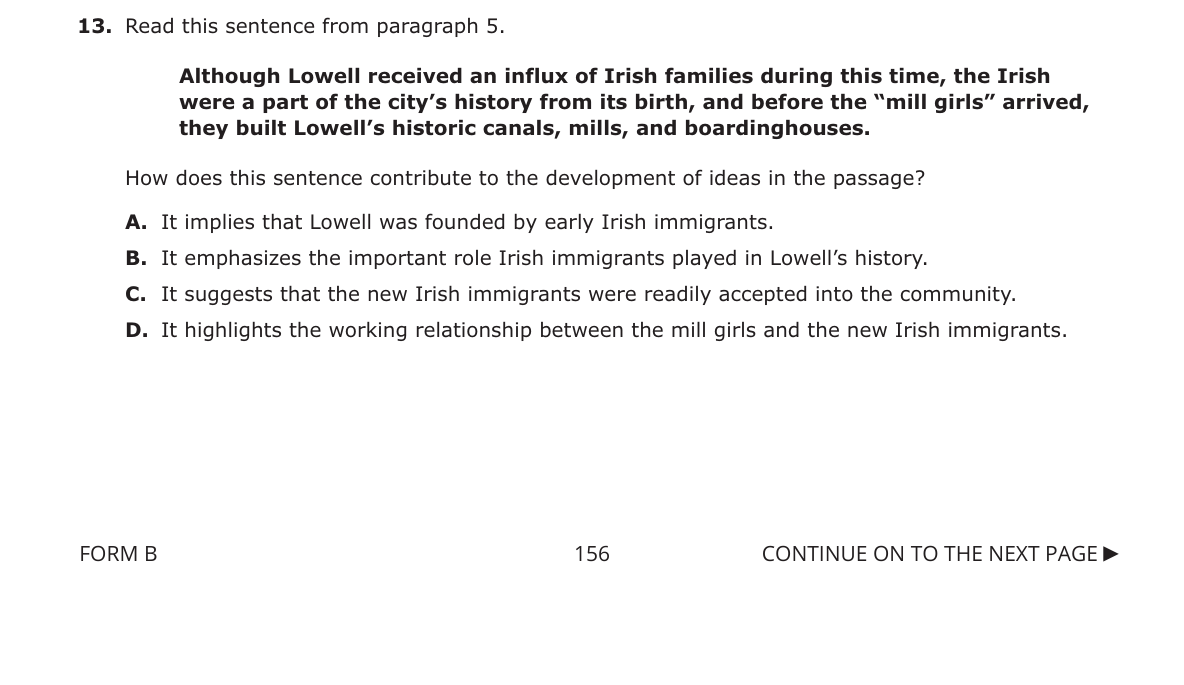 13. Read this sentence from paragraph 5.
Although Lowell received an influx of Irish families during this time, the Irish
were a part of the city’s history from its birth, and before the “mill girls” arrived,
they built Lowell’s historic canals, mills, and boardinghouses.
How does this sentence contribute to the development of ideas in the passage?
A. It implies that Lowell was founded by early Irish immigrants.
B. It emphasizes the important role Irish immigrants played in Lowell’s history.
C. It suggests that the new Irish immigrants were readily accepted into the community.
D. It highlights the working relationship between the mill girls and the new Irish immigrants.
FORM B 156 CONTINUE ON TO THE NEXT PAGE ►